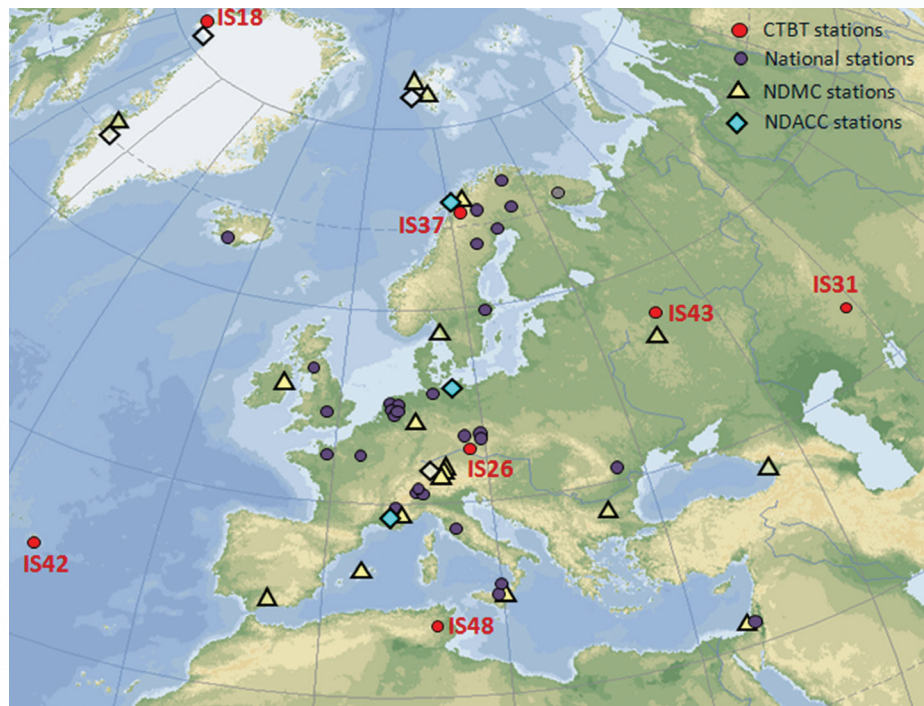 IS18
CTBT stations
National stations
NDMC stations
NDACC stations
IS37
IS31
IS43
IS26
IS42
IS48